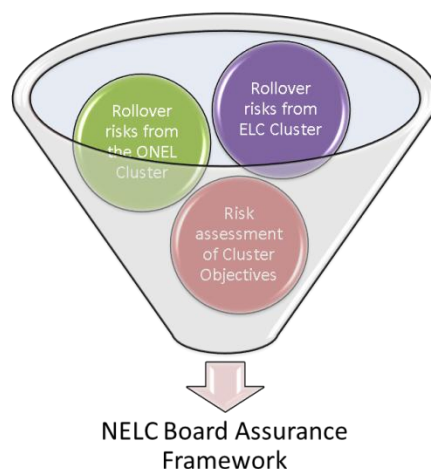 Rollover
risks from
the ONEL
Cluster
Rollover
risks from
ELC Cluster
Risk
assessment
of Cluster
Objectives
NELC Board Assurance
Framework